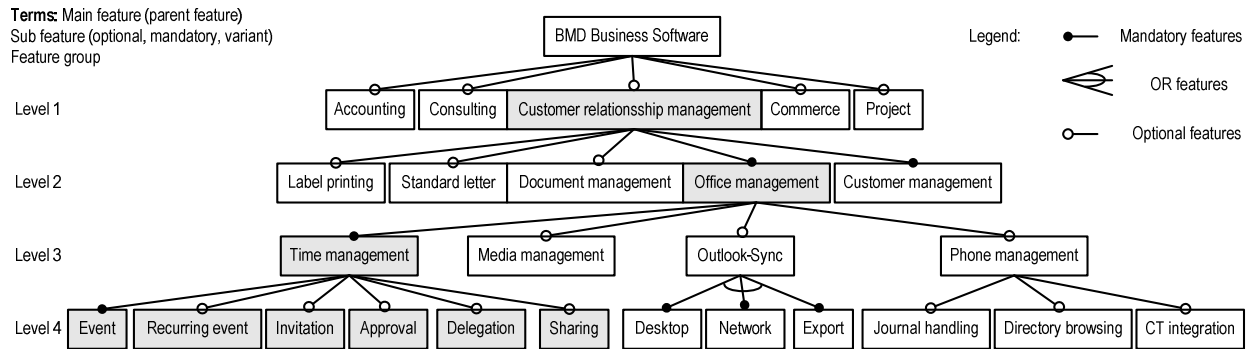 Terms: Main feature (parent feature)
Sub feature (optional, mandatory, variant)
Feature group
BMD Business Software
Legend:
Mandatory features
OR features
Optional features
Level 1
Accounting
Consulting
Customer relationsship management
Commerce
Project
Level 2
Label printing
Standard letter
Document management
Office management
Customer management
Level 3
Time management
Media management
Outlook-Sync
Phone management
Level 4
Event
Recurring event
Invitation
Approval
Delegation
Sharing
Desktop
Network
Export
Journal handling
Directory browsing
CT integration